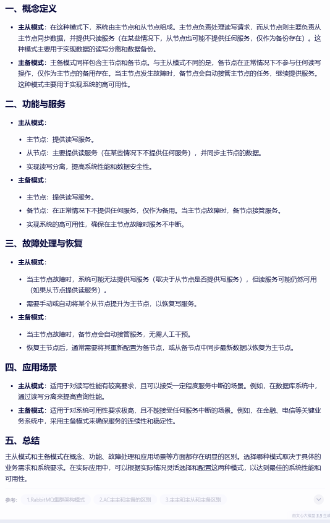 一、概念定义
• 主从模式：在这种模式下，系统由主节点和从节点组成。主节点负责处理读写请求，而从节点则主要负责从
主节点同步数据，并提供只读服务（在某些情况下，从节点也可能不提供任何服务，仅作为备份存在）。这
种模式主要用于实现数据的读写分离和数据备份。
• 主备模式：主备模式同样包含主节点和备节点。与主从模式不同的是，备节点在正常情况下不参与任何读写
操作，仅作为主节点的备用存在。当主节点发生故障时，备节点会自动接管主节点的任务，继续提供服务。
这种模式主要用于实现系统的高可用性。
二、功能与服务
• 主从模式：
• 主节点：提供读写服务。
• 从节点：主要提供读服务（在某些情况下不提供任何服务），并同步主节点的数据。
• 实现读写分离，提高系统性能和数据安全性。
• 主备模式：
• 主节点：提供读写服务。
• 备节点：在正常情况下不提供任何服务，仅作为备用。当主节点故障时，备节点接管服务。
• 实现系统的高可用性，确保在主节点故障时服务不中断。
三、故障处理与恢复
• 主从模式：
• 当主节点故障时，系统可能无法提供写服务（取决于从节点是否提供写服务），但读服务可能仍然可用
（如果从节点提供读服务）。
• 需要手动或自动将某个从节点提升为主节点，以恢复写服务。
• 主备模式：
• 当主节点故障时，备节点会自动接管服务，无需人工干预。
• 恢复主节点后，通常需要将其重新配置为备节点，或从备节点中同步最新数据以恢复为主节点。
四、应用场景
• 主从模式：适用于对读写性能有较高要求，且可以接受一定程度服务中断的场景。例如，在数据库系统中，
通过读写分离来提高查询性能。
• 主备模式：适用于对系统可用性要求极高，且不能接受任何服务中断的场景。例如，在金融、电信等关键业
务系统中，采用主备模式来确保服务的连续性和稳定性。
五、总结
主从模式和主备模式在概念、功能、故障处理和应用场景等方面都存在明显的区别。选择哪种模式取决于具体的
业务需求和系统要求。在实际应用中，可以根据实际情况灵活选择和配置这两种模式，以达到最佳的系统性能和
可用性。